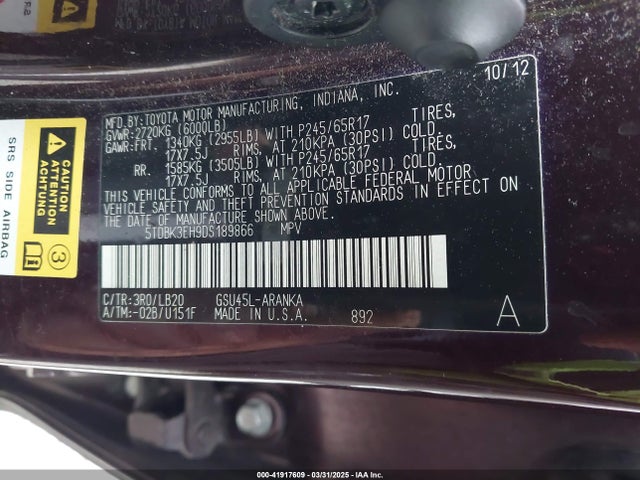 10/12
MFD.BY:TOYOTA MOTOR MANUFACTURING, INDIANA, INC.
GVWR:2720KG (6000LB)
GAWR:FRT. 1340KG (2955LB) WITH P245/65R17 TIRES,
17X7.5J RIMS, AT 210KPA (30PSI) COLD.
RR. 1585KG (3505LB) WITH P245/65R17 TIRES,
17X7.5J RIMS, AT 210KPA (30PSI) COLD.
THIS VEHICLE CONFORMS TO ALL APPLICABLE FEDERAL MOTOR
VEHICLE SAFETY, THEFT PREVENTION STANDARDS IN EFFECT ON
THE DATE OF MANUFACTURE SHOWN ABOVE.
5TDBK3EH9DS189866 MPV
C/TR:3R0/LB20 GSU45L-ARANKA
A/TM:-02B/U151F MADE IN U.S.A. 892
A
SRS SIDE AIRBAG
CAUTION
ATTENTION
ACHTUNG
3
000-41917609 - 03/31/2025 - IAA Inc.